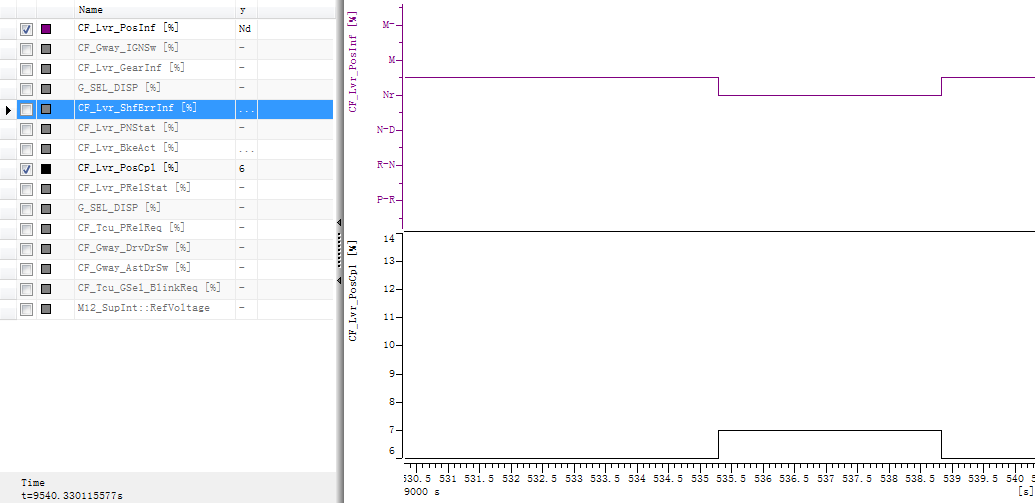 Name y
CF_Lvr_PosInf [%] Nd
CF_Gway_IGNSw [%] -
CF_Lvr_GearInf [%] -
G_SEL_DISP [%] -
CF_Lvr_ShfErrInf [%] ...
CF_Lvr_PNStat [%] -
CF_Lvr_BkeAct [%] ...
CF_Lvr_PosCpl [%] 6
CF_Lvr_PRelStat [%] -
G_SEL_DISP [%] -
CF_Tcu_PRelReq [%] -
CF_Gway_DrvDrSw [%] -
CF_Gway_AstDrSw [%] -
CF_Tcu_GSel_BlinkReq [%] -
M12_SupInt::RefVoltage -
Time
t=9540.330115577s
CF_Lvr_PosInf [%]
M-
M
Nr
N-D
R-N
P-R
CF_Lvr_PosCpl [%]
14
13
12
11
10
9
8
7
6
530.5 531 531.5 532 532.5 533 533.5 534 534.5 535 535.5 536 536.5 537 537.5 538 538.5 539 539.5 540 5
9000 s [s]